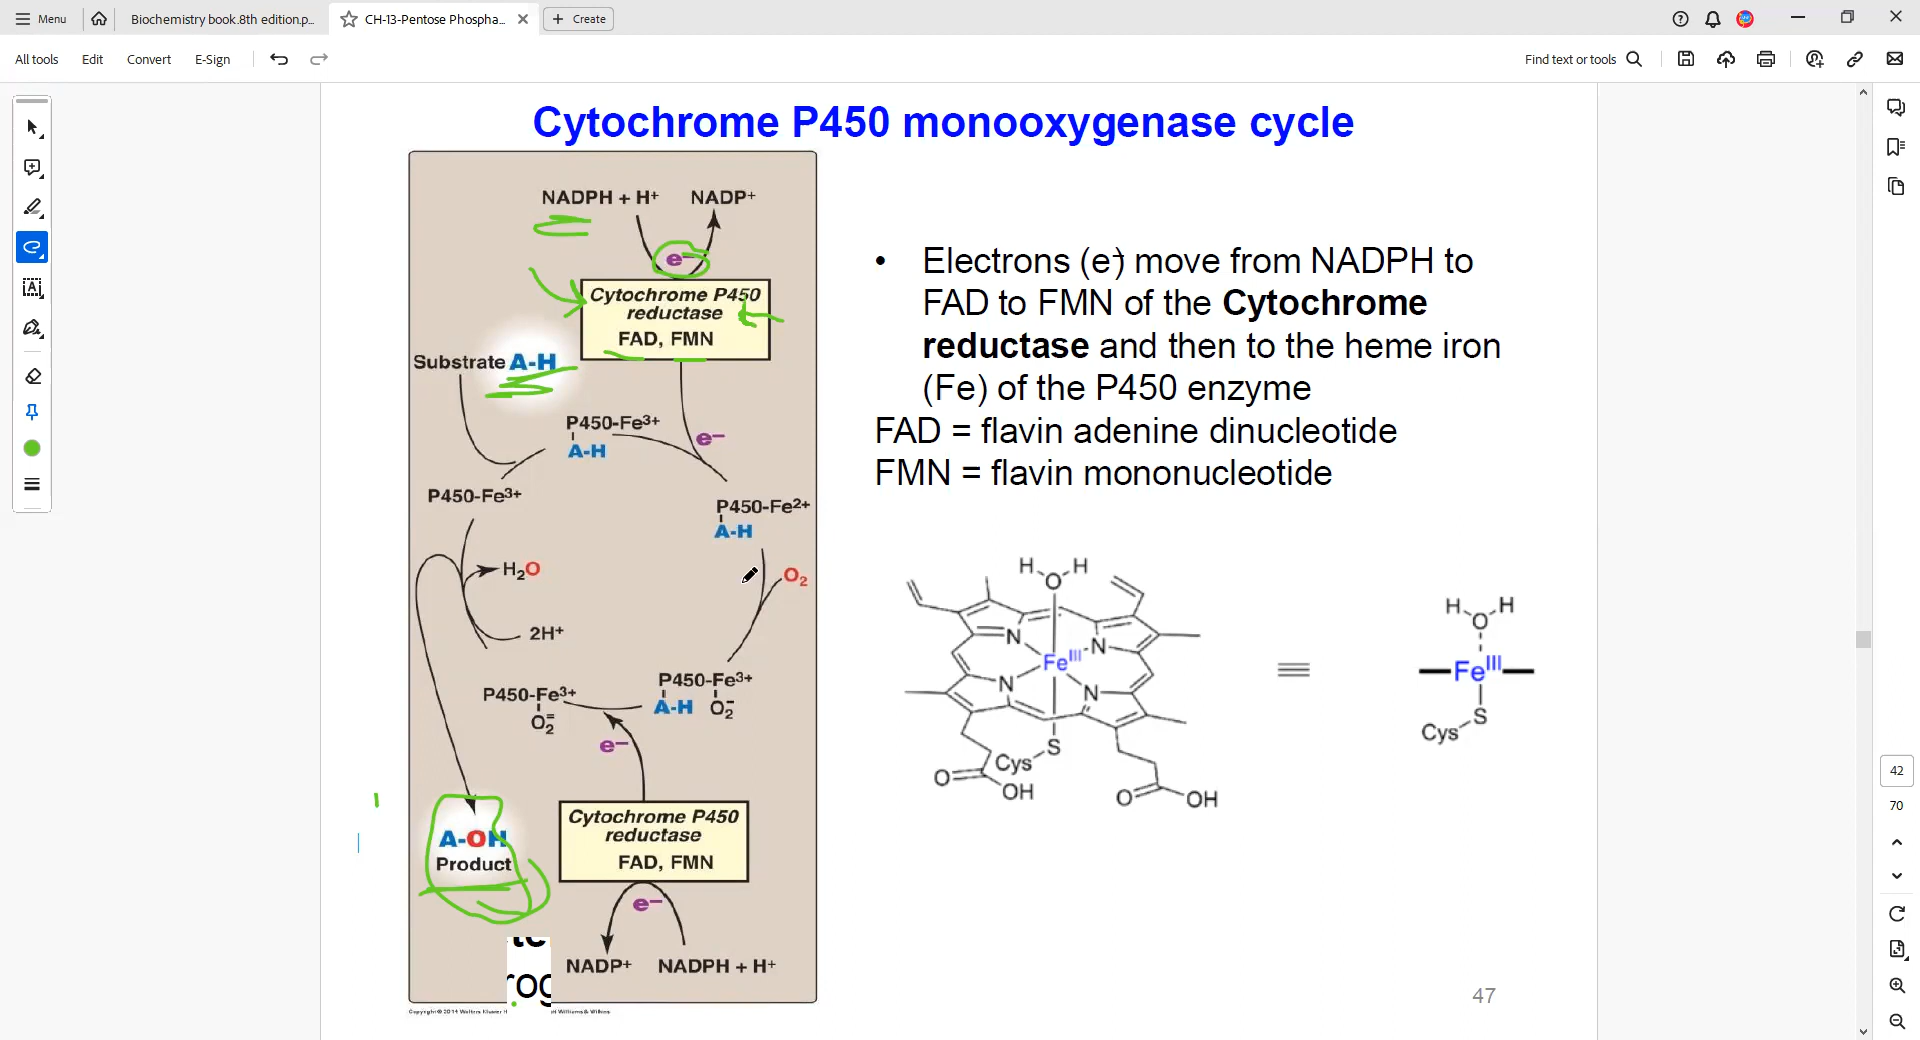 Menu
Biochemistry book.8th edition.p...
CH-13-Pentose Phospha...
Create
All tools
Edit
Convert
E-Sign
Find text or tools
Cytochrome P450 monooxygenase cycle
NADPH + H+ NADP+
e−
Cytochrome P450
reductase
FAD, FMN
Substrate A-H
P450-Fe3+
A-H
e−
P450-Fe3+
P450-Fe2+
A-H
H2O
O2
2H+
P450-Fe3+
A-H O2−
P450-Fe3+
O2=
e−
A-OH
Product
Cytochrome P450
reductase
FAD, FMN
e−
NADP+ NADPH + H+
• Electrons (e-) move from NADPH to
FAD to FMN of the Cytochrome
reductase and then to the heme iron
(Fe) of the P450 enzyme
FAD = flavin adenine dinucleotide
FMN = flavin mononucleotide
H O H
N N
FeIII
N N
S
Cys
O OH
O OH
H O H
FeIII
S
Cys
47
42
70